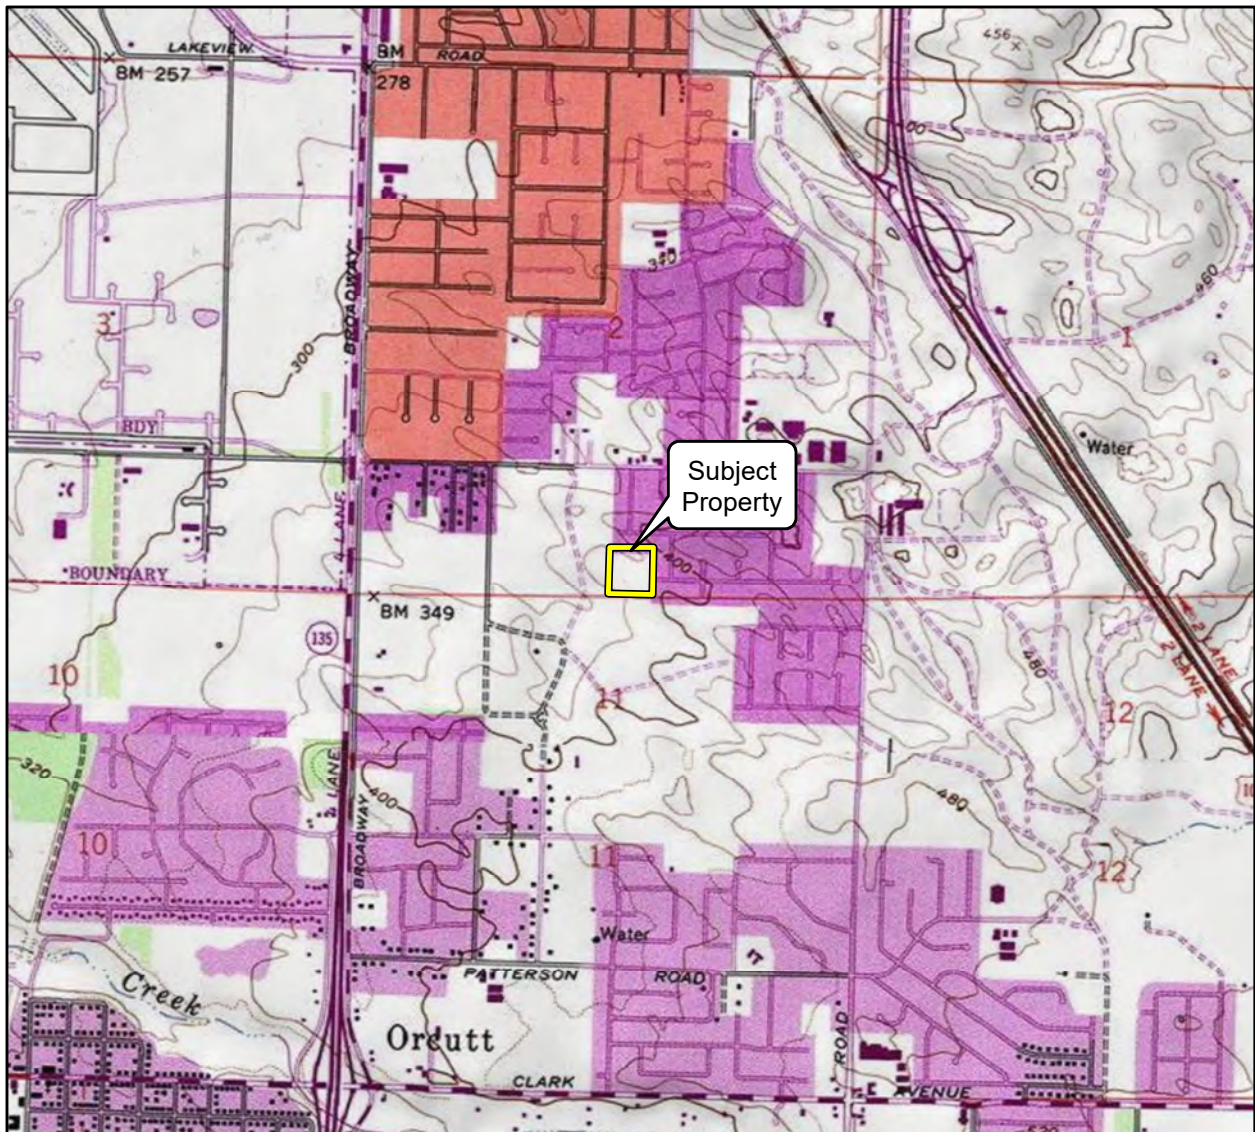 LAKEVIEW
ROAD
BM
278
BM 257
456
BROADWAY
350
3
2
1
300
460
BDY
Water
Subject
Property
4 LANE
400
BOUNDARY
BM 349
135
10
11
12
480
2 LANE
2 LANE
320
LANE
400
BROADWAY
480
10
11
12
Water
Creek
PATTERSON
ROAD
Orcutt
ROAD
CLARK
AVENUE